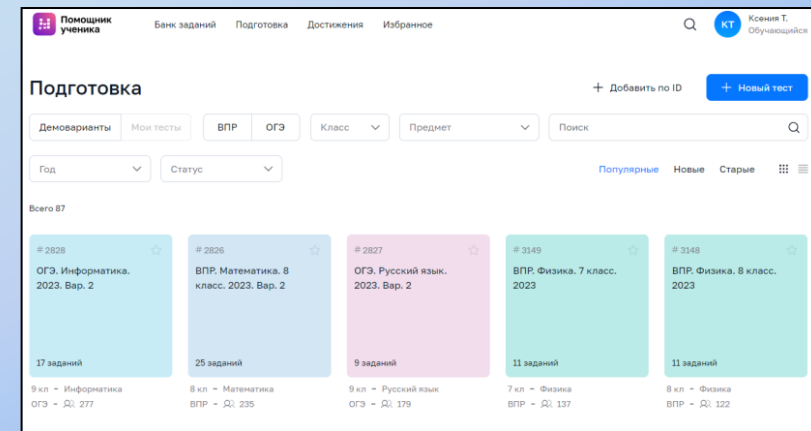 Помощник ученика
Банк заданий Подготовка Достижения Избранное
КТ
Ксения Т.
Обучающийся
Подготовка
+ Добавить по ID
+ Новый тест
Демоварианты Мои тесты ВПР ОГЭ Класс Предмет Поиск
Год Статус
Популярные Новые Старые
Всего 87
# 2828
ОГЭ. Информатика. 2023. Вар. 2
17 заданий
9 кл - Информатика
ОГЭ - 277
# 2826
ВПР. Математика. 8 класс. 2023. Вар. 2
25 заданий
8 кл - Математика
ВПР - 235
# 2827
ОГЭ. Русский язык. 2023. Вар. 2
9 заданий
9 кл - Русский язык
ОГЭ - 179
# 3149
ВПР. Физика. 7 класс. 2023
11 заданий
7 кл - Физика
ВПР - 137
# 3148
ВПР. Физика. 8 класс. 2023
11 заданий
8 кл - Физика
ВПР - 122